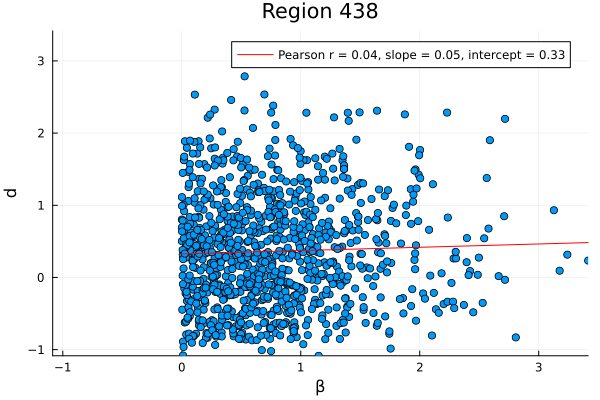 Region 438
Pearson r = 0.04, slope = 0.05, intercept = 0.33
3
2
1
0
−1
d
−1
0
1
2
3
β